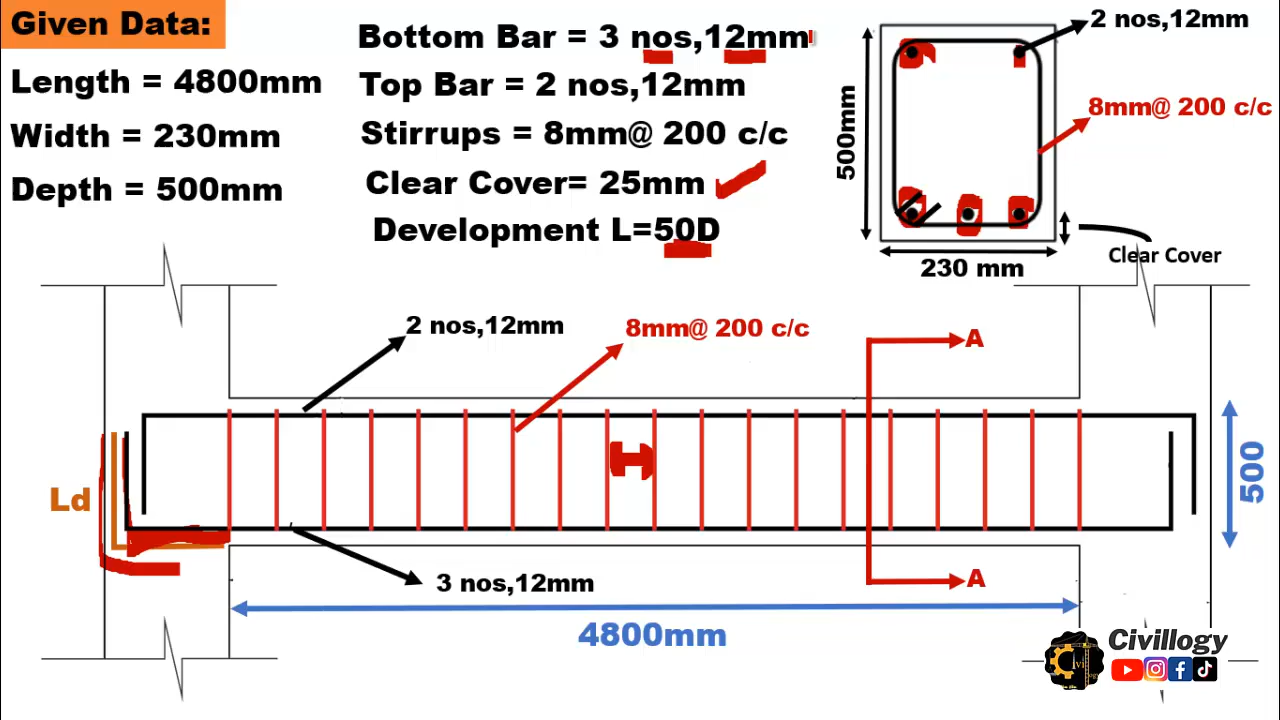 Given Data:
Length = 4800mm
Width = 230mm
Depth = 500mm
Bottom Bar = 3 nos,12mm
Top Bar = 2 nos,12mm
Stirrups = 8mm@ 200 c/c
Clear Cover= 25mm
Development L=50D
2 nos,12mm
8mm@ 200 c/c
500mm
230 mm
Clear Cover
2 nos,12mm
8mm@ 200 c/c
A
Ld
500
3 nos,12mm
A
4800mm
Civillogy